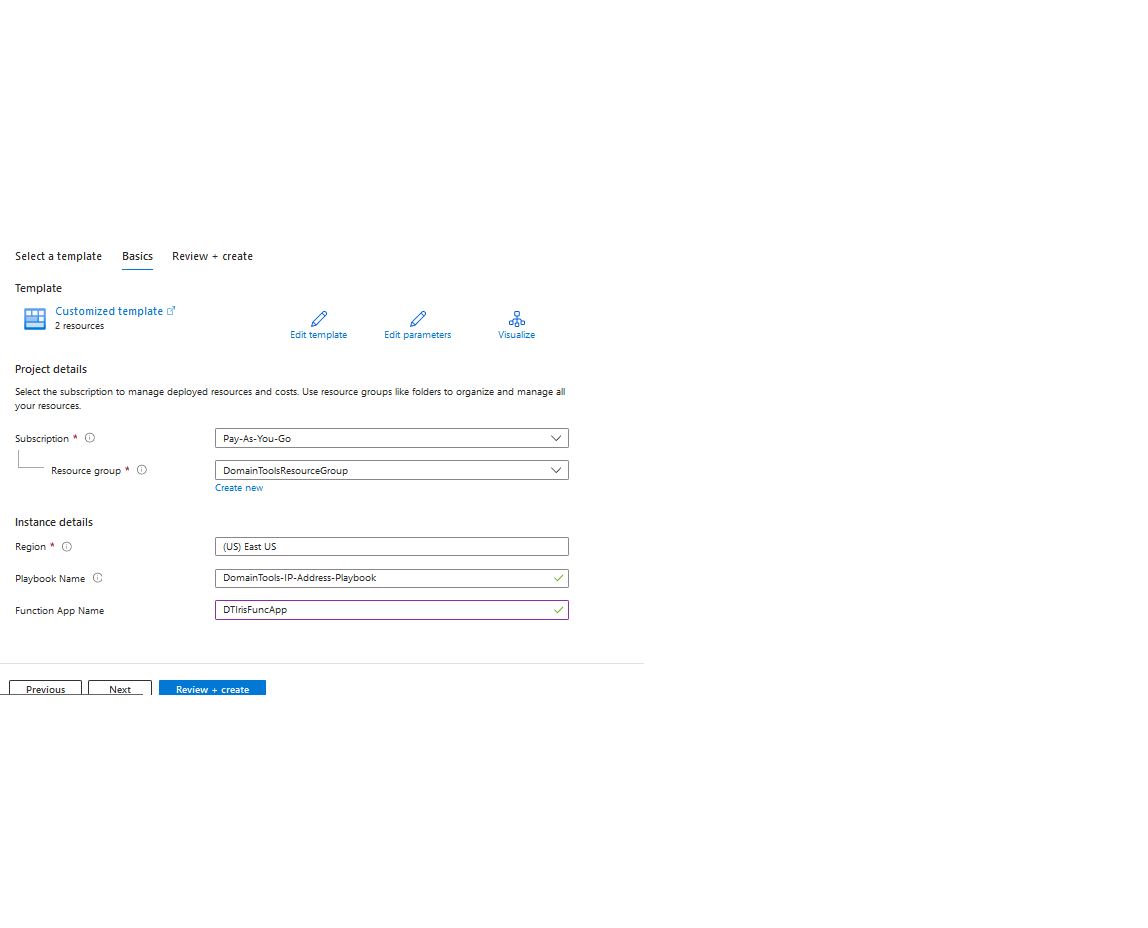 Select a template Basics Review + create
Template
Customized template
2 resources
Edit template Edit parameters Visualize
Project details
Select the subscription to manage deployed resources and costs. Use resource groups like folders to organize and manage all
your resources.
Subscription * Pay-As-You-Go
Resource group * DomainToolsResourceGroup
Create new
Instance details
Region * (US) East US
Playbook Name DomainTools-IP-Address-Playbook
Function App Name DTIrisFuncApp
Previous Next Review + create